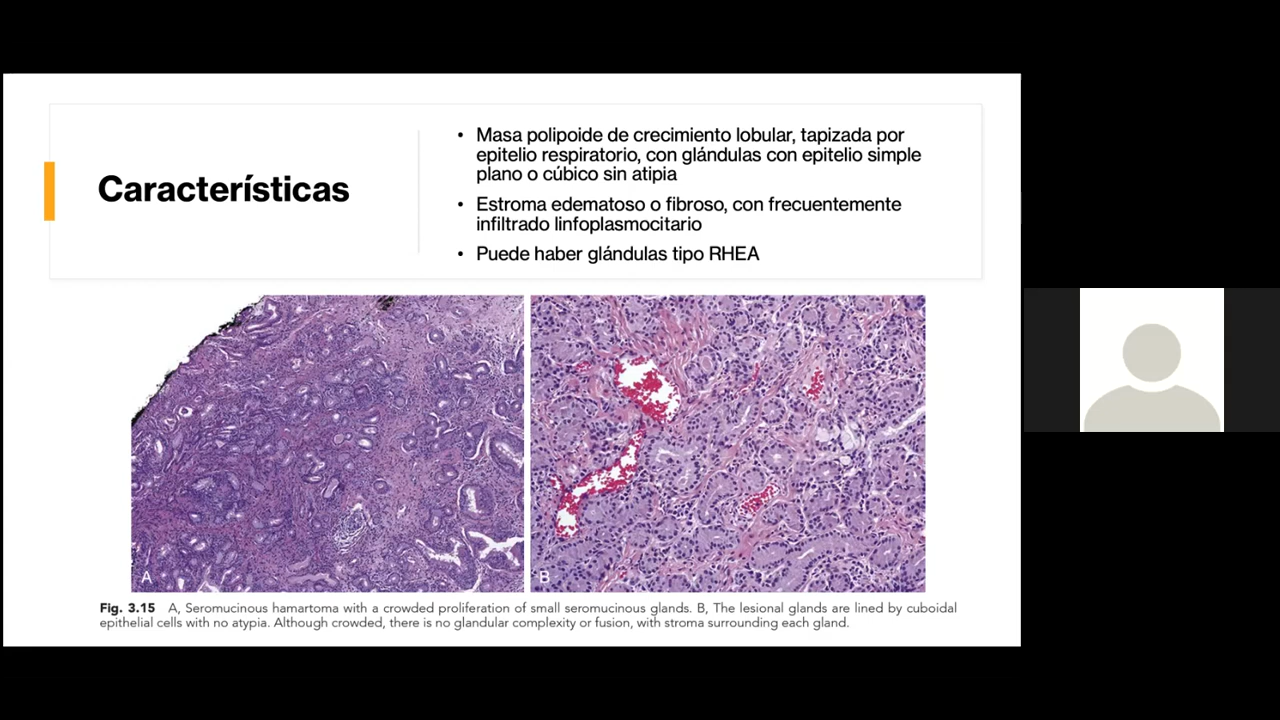 Características
• Masa polipoide de crecimiento lobular, tapizada por
epitelio respiratorio, con glándulas con epitelio simple
plano o cúbico sin atipia
• Estroma edematoso o fibroso, con frecuentemente
infiltrado linfoplasmocitario
• Puede haber glándulas tipo RHEA
A
B
Fig. 3.15 A, Seromucinous hamartoma with a crowded proliferation of small seromucinous glands. B, The lesional glands are lined by cuboidal
epithelial cells with no atypia. Although crowded, there is no glandular complexity or fusion, with stroma surrounding each gland.